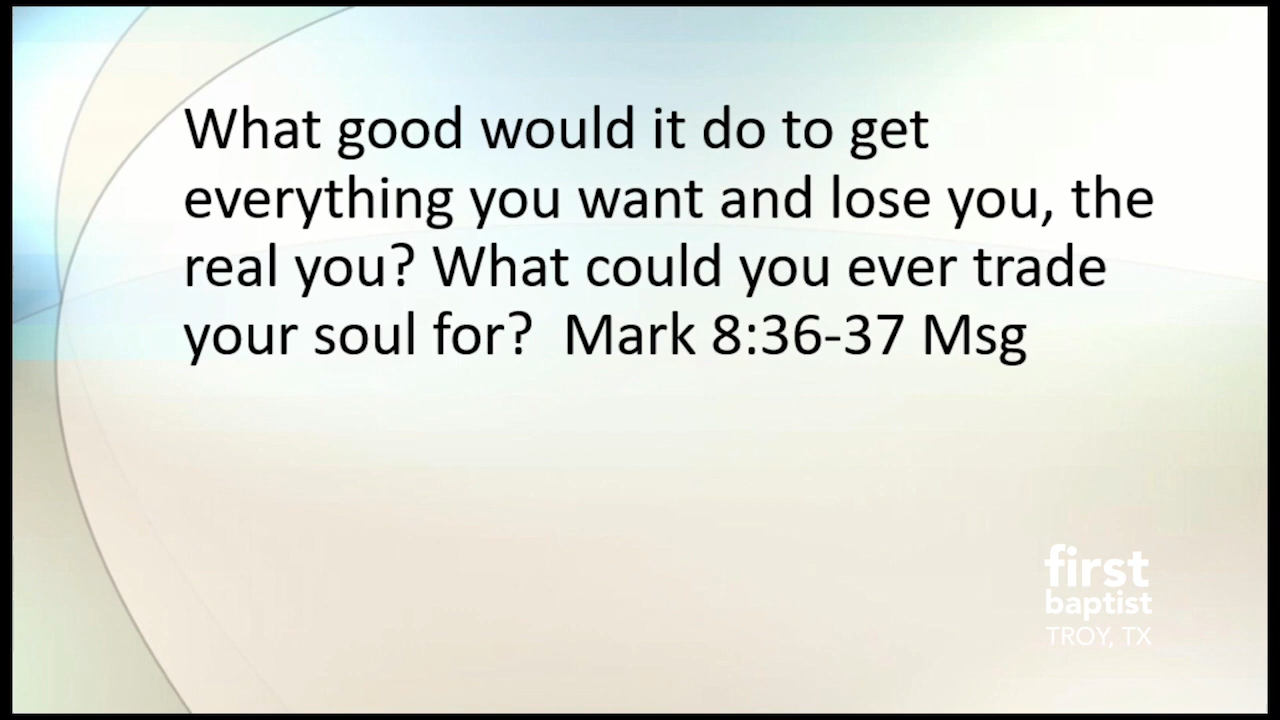 What good would it do to get
everything you want and lose you, the
real you? What could you ever trade
your soul for?  Mark 8:36-37 Msg
first
baptist
TROY, TX